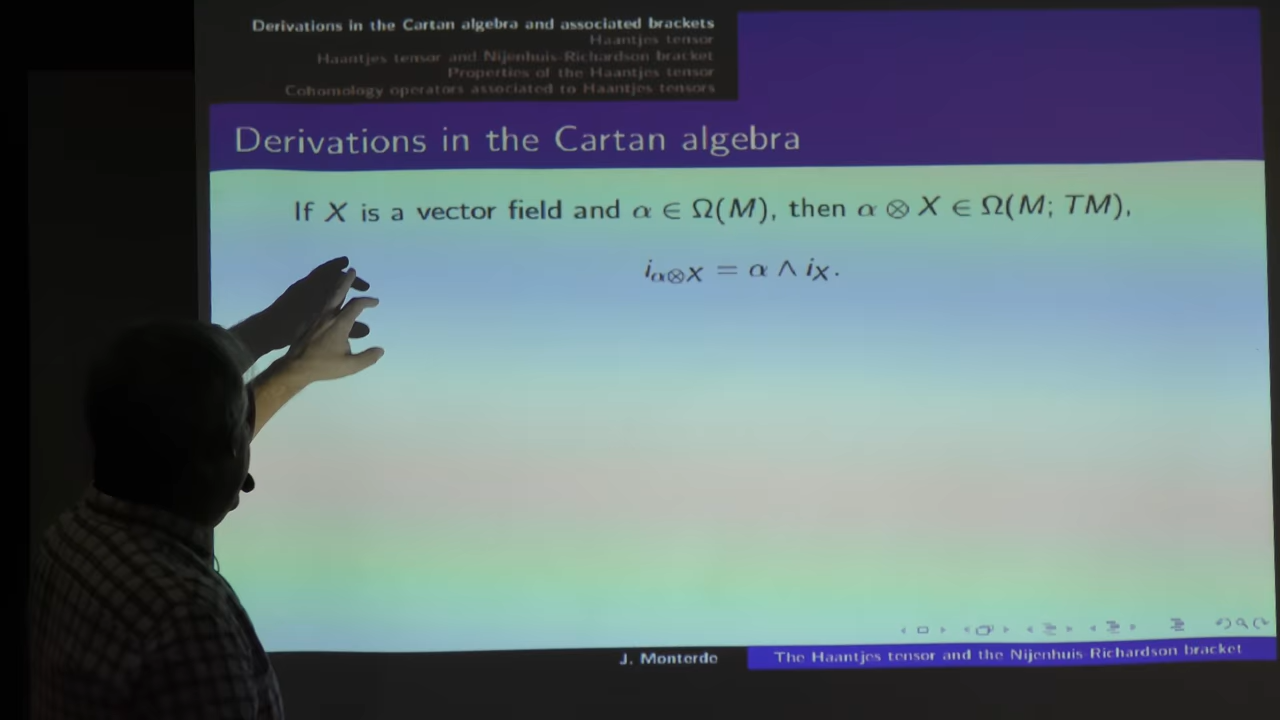 Derivations in the Cartan algebra and associated brackets
Haantjes tensor
Haantjes tensor and Nijenhuis-Richardson bracket
Properties of the Haantjes tensor
Cohomology operators associated to Haantjes tensors
Derivations in the Cartan algebra
If X is a vector field and α ∈ Ω(M), then α ⊗ X ∈ Ω(M; TM),
i_{α⊗X} = α ∧ i_X.
J. Monterde The Haantjes tensor and the Nijenhuis-Richardson bracket